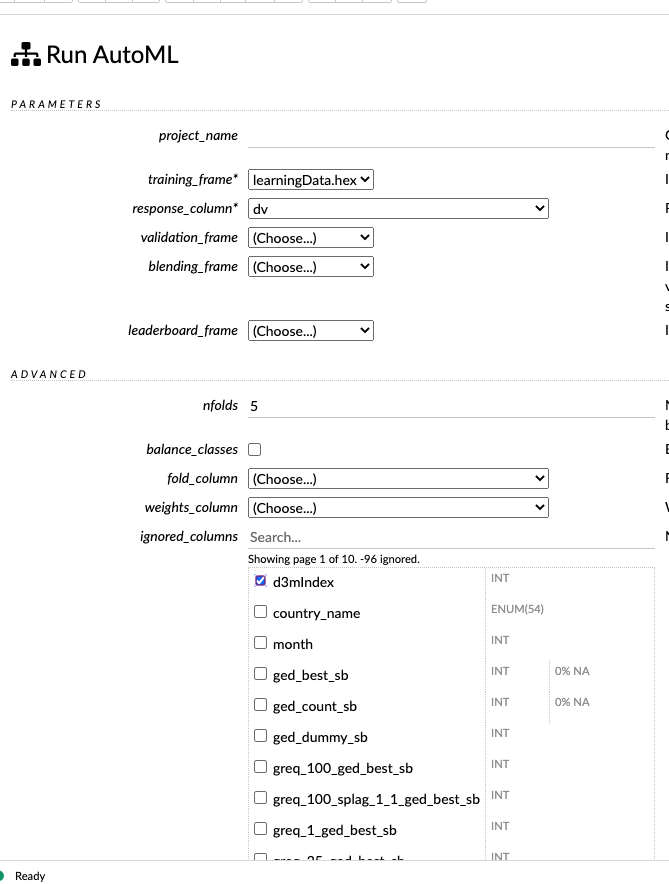 Run AutoML
PARAMETERS
project_name
training_frame* learningData.hex
response_column* dv
validation_frame (Choose...)
blending_frame (Choose...)
leaderboard_frame (Choose...)
ADVANCED
nfolds 5
balance_classes
fold_column (Choose...)
weights_column (Choose...)
ignored_columns Search...
Showing page 1 of 10. -96 ignored.
d3mIndex INT
country_name ENUM(54)
month INT
ged_best_sb INT 0% NA
ged_count_sb INT 0% NA
ged_dummy_sb INT
greq_100_ged_best_sb INT
greq_100_splag_1_1_ged_best_sb INT
greq_1_ged_best_sb INT
greq_25_ged_best_sb INT
Ready